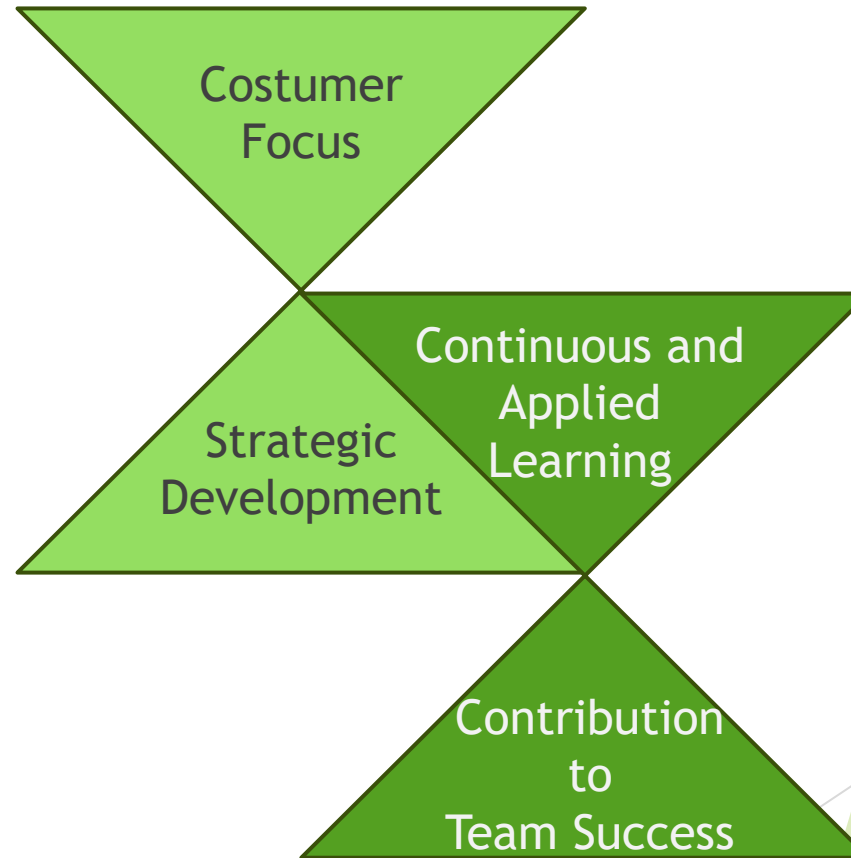 Costumer
Focus
Continuous and
Applied
Learning
Strategic
Development
Contribution
to
Team Success